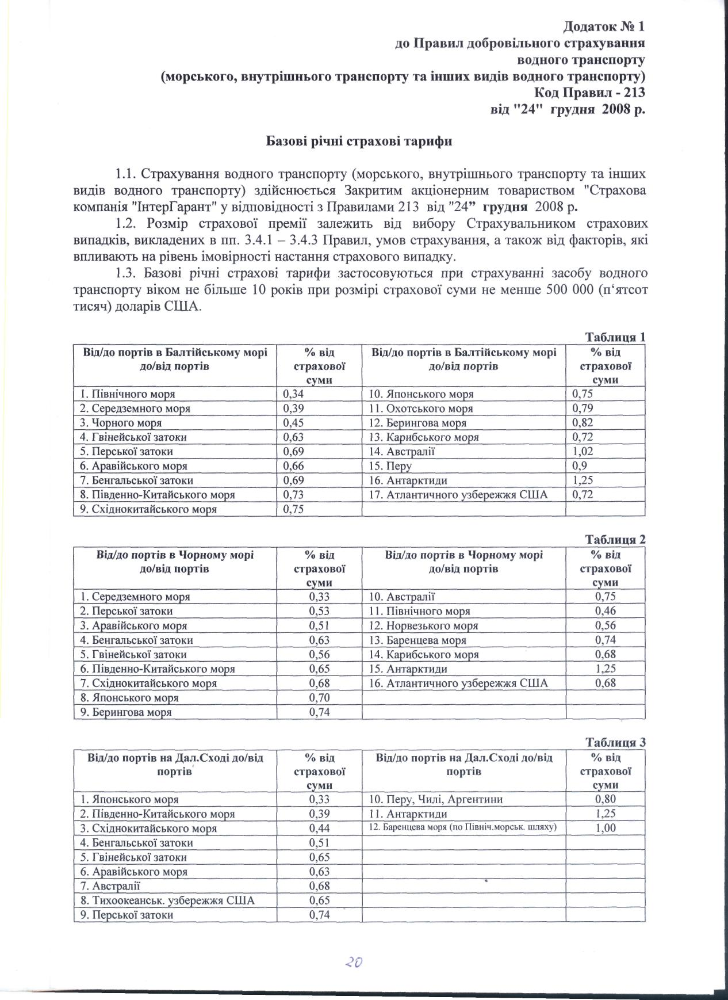 Додаток № 1
до Правил добровільного страхування
водного транспорту
(морського, внутрішнього транспорту та інших видів водного транспорту)
Код Правил - 213
від "24" грудня 2008 р.
Базові річні страхові тарифи
1.1. Страхування водного транспорту (морського, внутрішнього транспорту та інших
видів водного транспорту) здійснюється Закритим акціонерним товариством "Страхова
компанія "ІнтерГарант" у відповідності з Правилами 213 від "24” грудня 2008 р.
1.2. Розмір страхової премії залежить від вибору Страхувальником страхових
випадків, викладених в пп. 3.4.1 – 3.4.3 Правил, умов страхування, а також від факторів, які
впливають на рівень імовірності настання страхового випадку.
1.3. Базові річні страхові тарифи застосовуються при страхуванні засобу водного
транспорту віком не більше 10 років при розмірі страхової суми не менше 500 000 (п‘ятсот
тисяч) доларів США.
Таблиця 1
Від/до портів в Балтійському морі % від Від/до портів в Балтійському морі % від
до/від портів страхової до/від портів страхової
суми суми
1. Північного моря 0,34 10. Японського моря 0,75
2. Середземного моря 0,39 11. Охотського моря 0,79
3. Чорного моря 0,45 12. Берингова моря 0,82
4. Гвінейської затоки 0,63 13. Карибського моря 0,72
5. Перської затоки 0,69 14. Австралії 1,02
6. Аравійського моря 0,66 15. Перу 0,9
7. Бенгальської затоки 0,69 16. Антарктиди 1,25
8. Південно-Китайського моря 0,73 17. Атлантичного узбережжя США 0,72
9. Східнокитайського моря 0,75
Таблиця 2
Від/до портів в Чорному морі % від Від/до портів в Чорному морі % від
до/від портів страхової до/від портів страхової
суми суми
1. Середземного моря 0,33 10. Австралії 0,75
2. Перської затоки 0,53 11. Північного моря 0,46
3. Аравійського моря 0,51 12. Норвезького моря 0,56
4. Бенгальської затоки 0,63 13. Баренцева моря 0,74
5. Гвінейської затоки 0,56 14. Карибського моря 0,68
6. Південно-Китайського моря 0,65 15. Антарктиди 1,25
7. Східнокитайського моря 0,68 16. Атлантичного узбережжя США 0,68
8. Японського моря 0,70
9. Берингова моря 0,74
Таблиця 3
Від/до портів на Дал.Сході до/від % від Від/до портів на Дал.Сході до/від % від
портів страхової портів страхової
суми суми
1. Японського моря 0,33 10. Перу, Чилі, Аргентини 0,80
2. Південно-Китайського моря 0,39 11. Антарктиди 1,25
3. Східнокитайського моря 0,44 12. Баренцева моря (по Північ.морськ. шляху) 1,00
4. Бенгальської затоки 0,51
5. Гвінейської затоки 0,65
6. Аравійського моря 0,63
7. Австралії 0,68
8. Тихоокеанськ. узбережжя США 0,65
9. Перської затоки 0,74
20